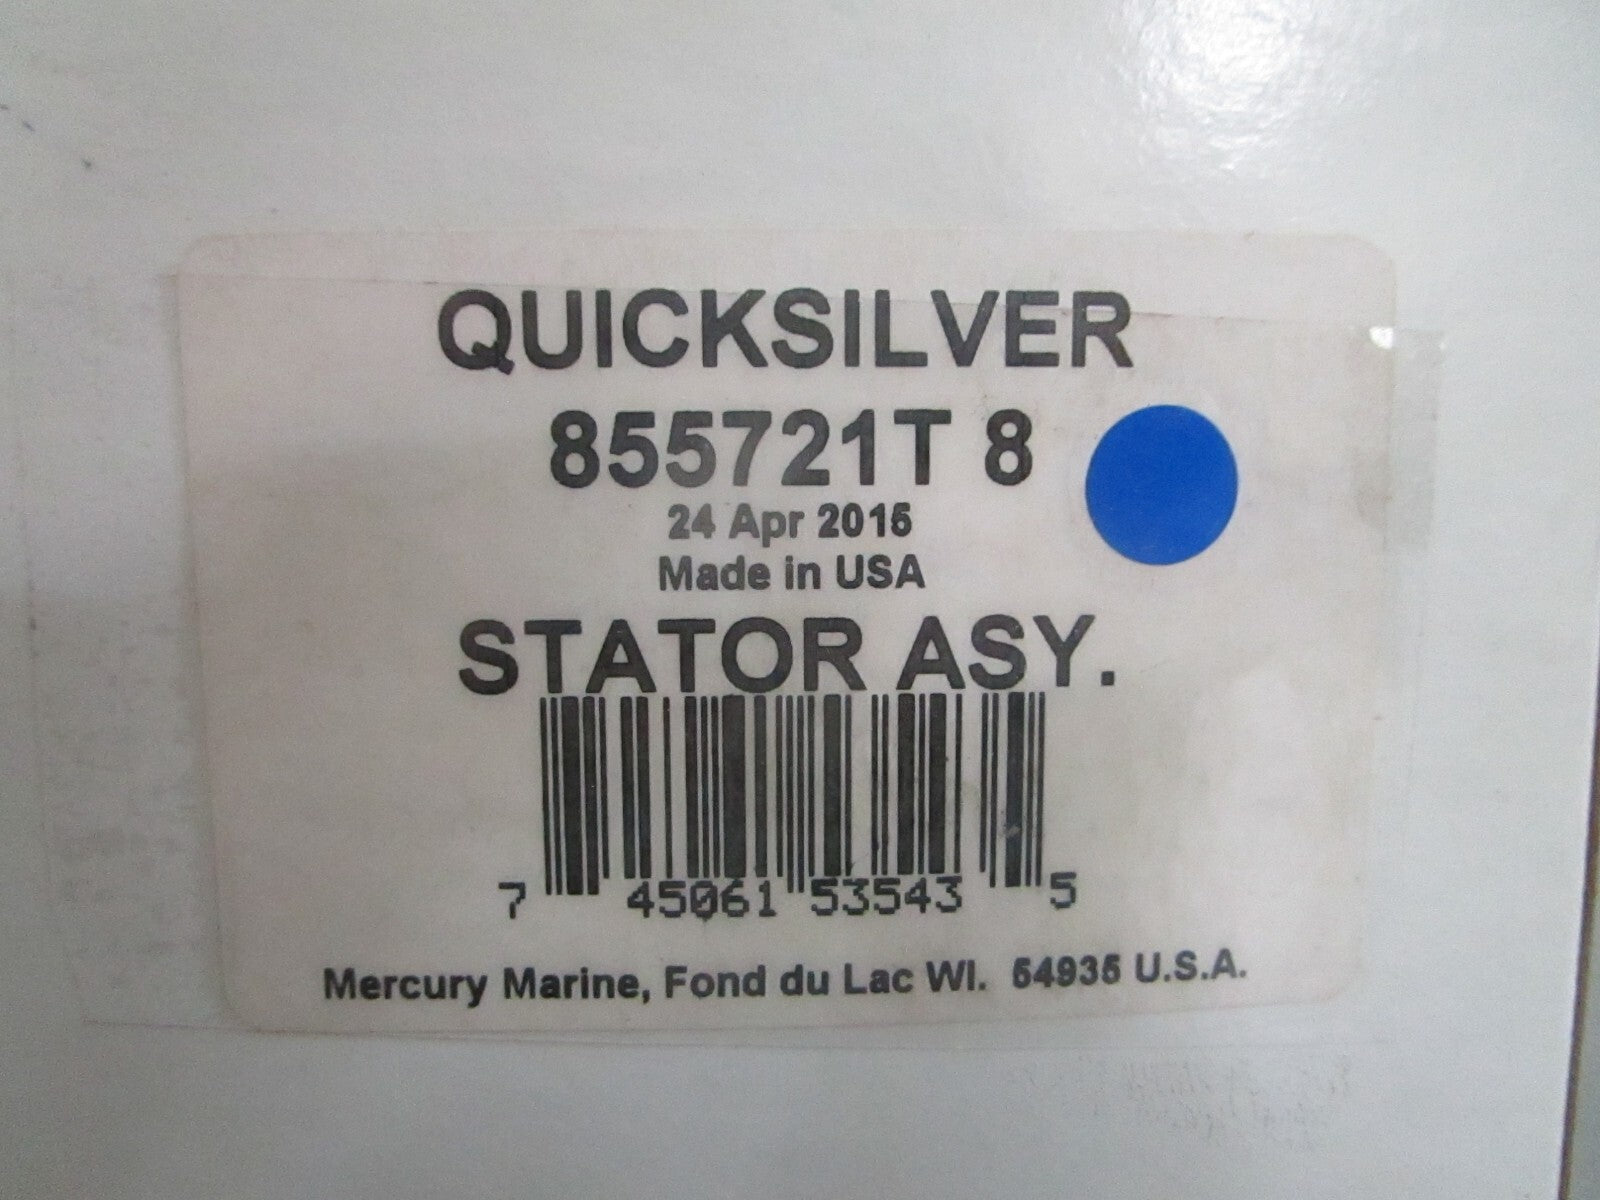 QUICKSILVER
855721T 8
24 Apr 2015
Made in USA
STATOR ASY.
7 45061 53543 5
Mercury Marine, Fond du Lac WI. 54935 U.S.A.